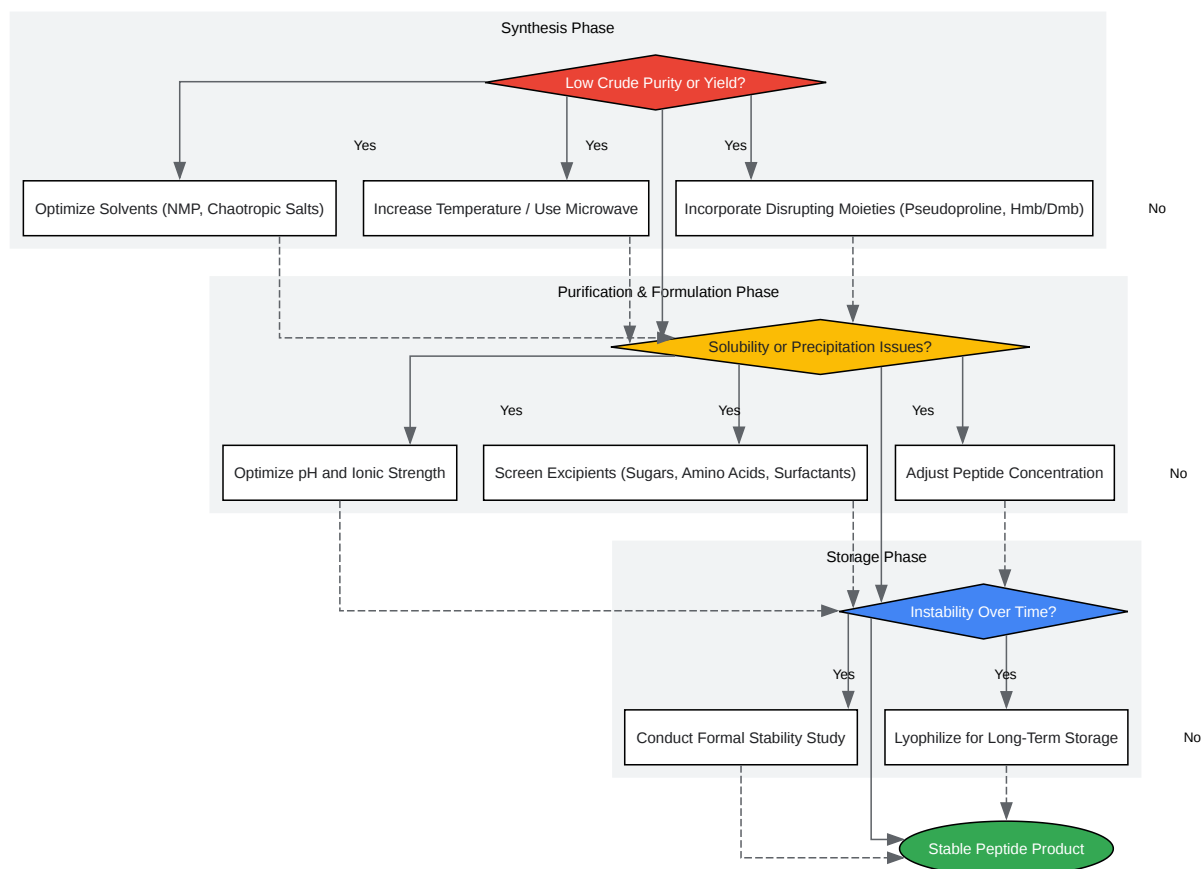 Synthesis Phase
Low Crude Purity or Yield?
Yes
Yes
Yes
Optimize Solvents (NMP, Chaotropic Salts)
Increase Temperature / Use Microwave
Incorporate Disrupting Moieties (Pseudoproline, Hmb/Dmb)
No
Purification & Formulation Phase
Solubility or Precipitation Issues?
Yes
Yes
Yes
Optimize pH and Ionic Strength
Screen Excipients (Sugars, Amino Acids, Surfactants)
Adjust Peptide Concentration
No
Storage Phase
Instability Over Time?
Yes
Yes
Conduct Formal Stability Study
Lyophilize for Long-Term Storage
No
Stable Peptide Product